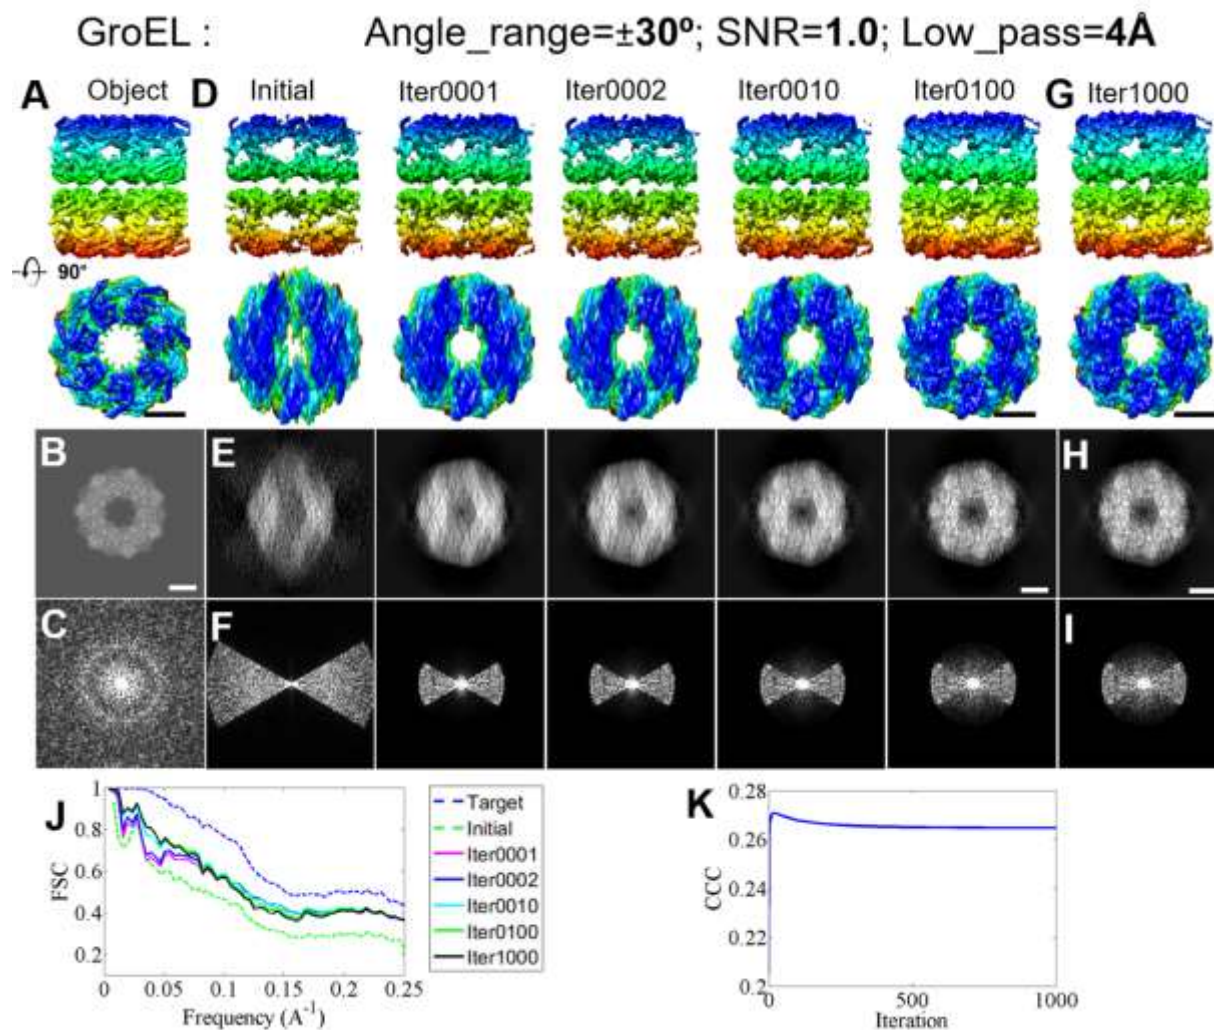 GroEL : Angle_range=±30º; SNR=1.0; Low_pass=4Å
A Object D Initial Iter0001 Iter0002 Iter0010 Iter0100 G Iter1000
90°
B E H
C F I
J
1
0.8
0.6
0.4
0.2
FSC
0 0.05 0.1 0.15 0.2 0.25
Frequency (A⁻¹)
Target
Initial
Iter0001
Iter0002
Iter0010
Iter0100
Iter1000
K
0.28
0.26
0.24
0.22
0.2
CCC
0 500 1000
Iteration